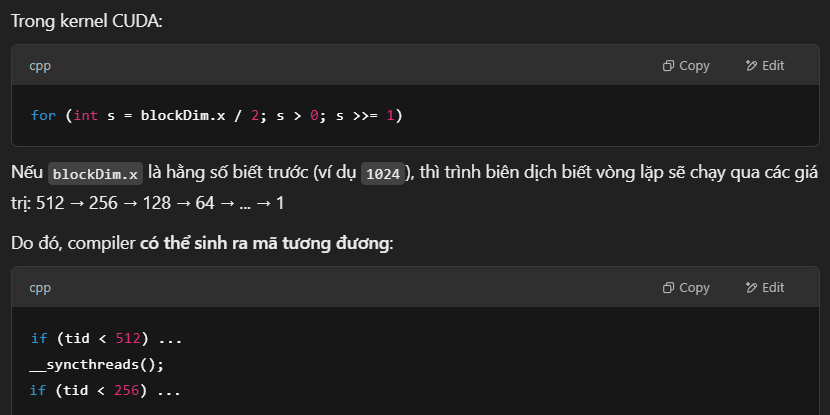 Trong kernel CUDA:
cpp
Copy
Edit
for (int s = blockDim.x / 2; s > 0; s >>= 1)
Nếu blockDim.x là hằng số biết trước (ví dụ 1024), thì trình biên dịch biết vòng lặp sẽ chạy qua các giá
trị: 512 → 256 → 128 → 64 → ... → 1
Do đó, compiler có thể sinh ra mã tương đương:
cpp
Copy
Edit
if (tid < 512) ...
__syncthreads();
if (tid < 256) ...